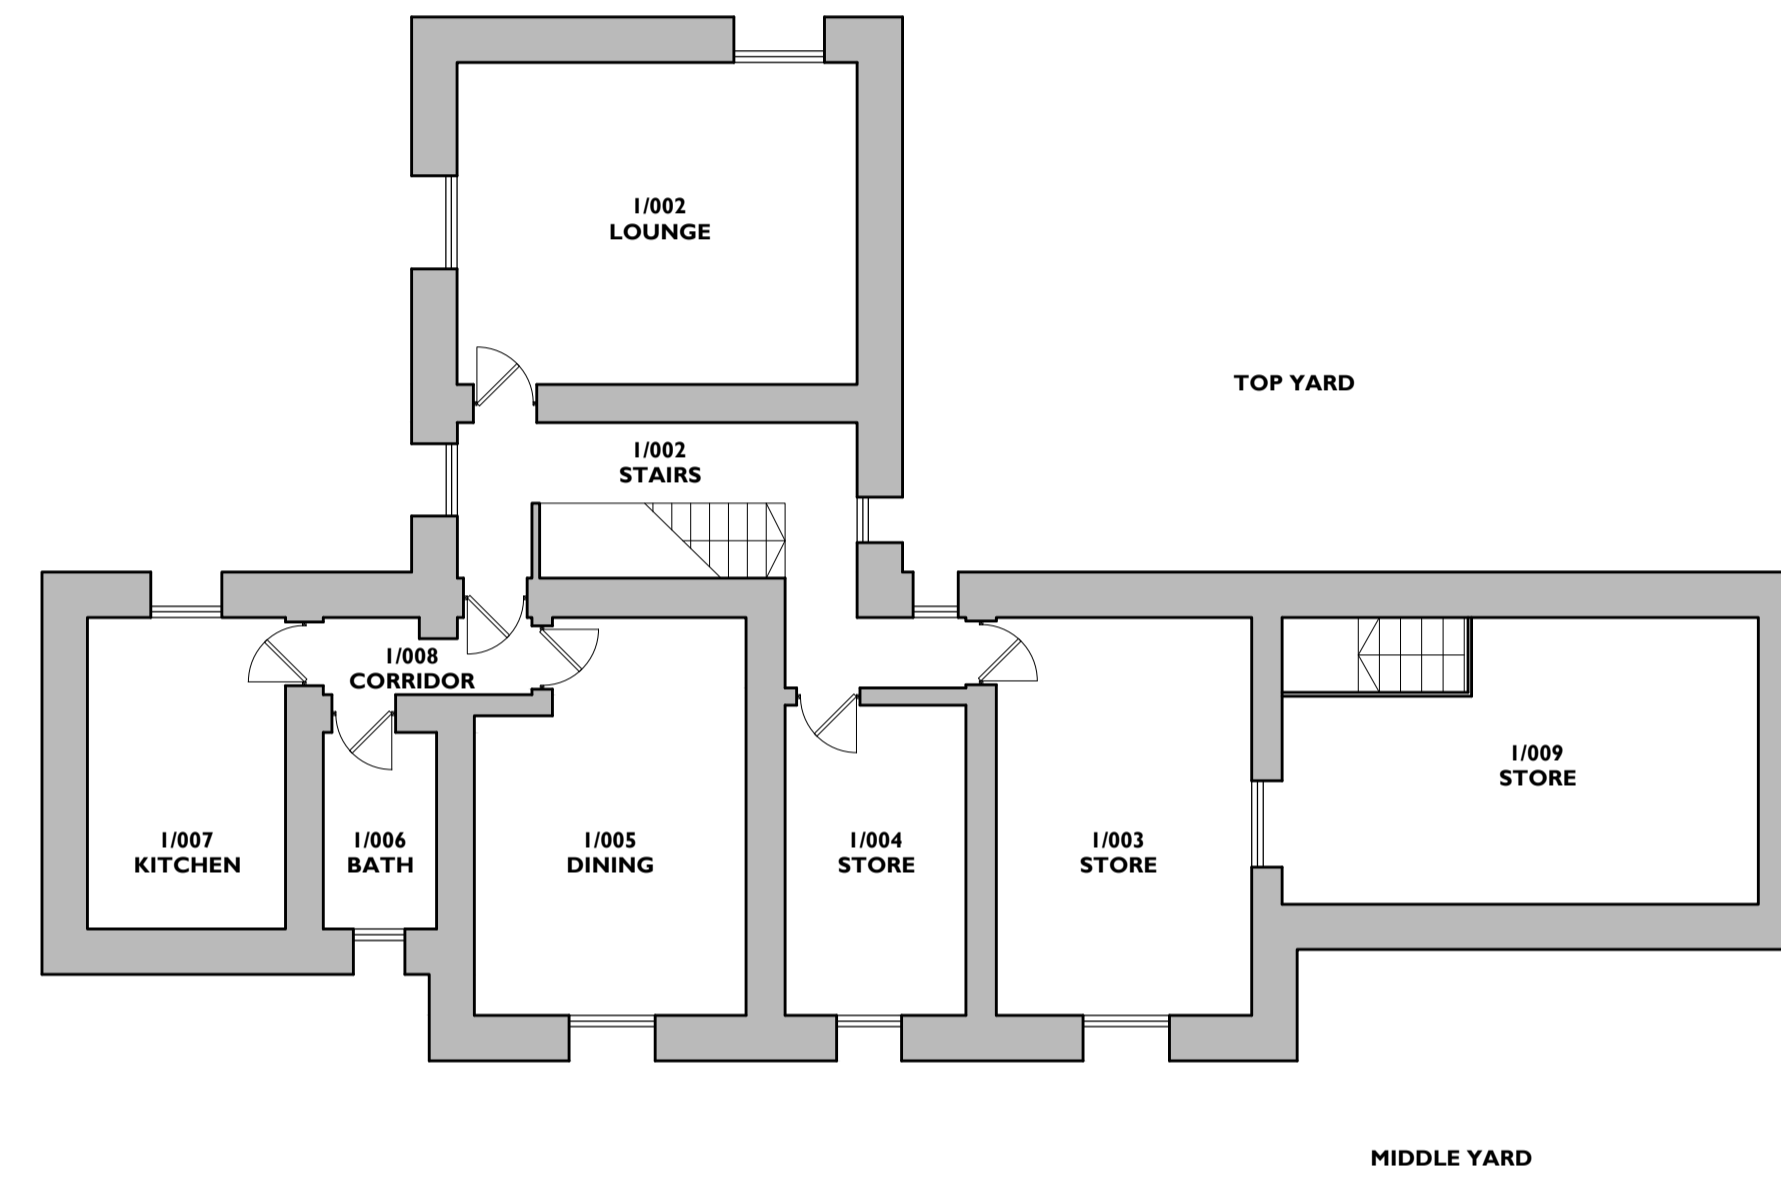 1/002
LOUNGE
TOP YARD
1/002
STAIRS
1/008
CORRIDOR
1/009
STORE
1/007
KITCHEN
1/006
BATH
1/005
DINING
1/004
STORE
1/003
STORE
MIDDLE YARD